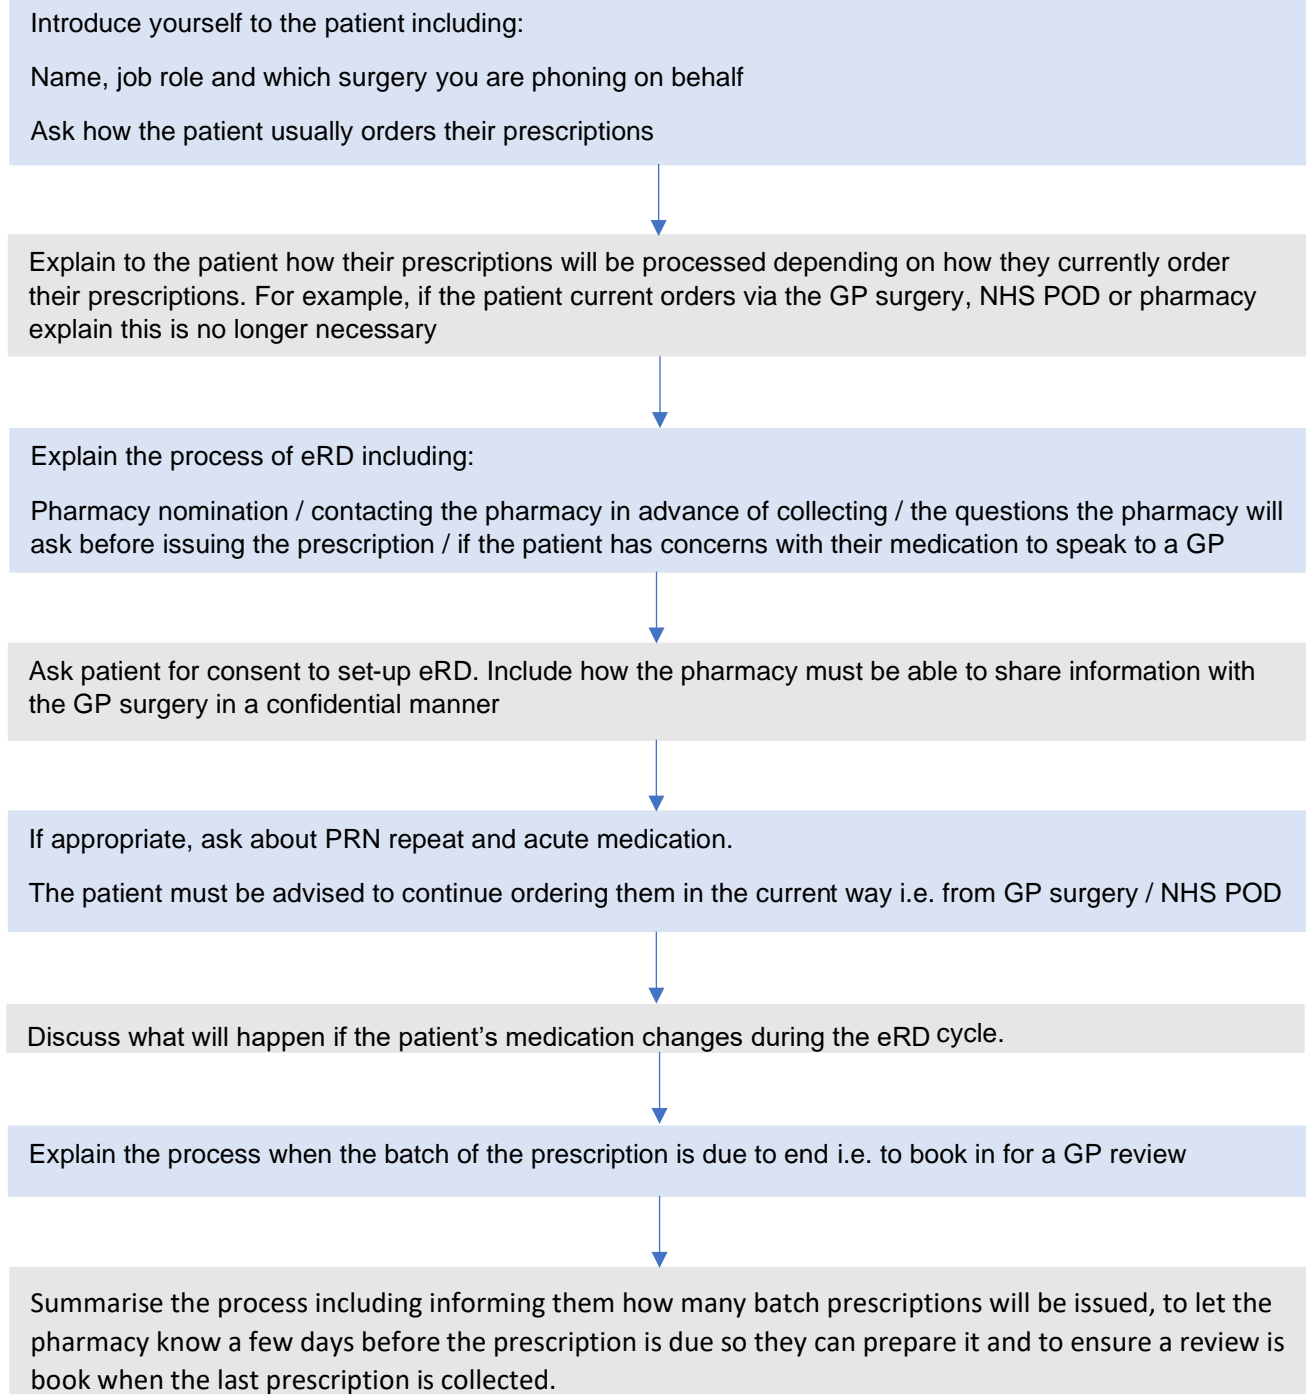 Introduce yourself to the patient including:
Name, job role and which surgery you are phoning on behalf
Ask how the patient usually orders their prescriptions
Explain to the patient how their prescriptions will be processed depending on how they currently order
their prescriptions. For example, if the patient current orders via the GP surgery, NHS POD or pharmacy
explain this is no longer necessary
Explain the process of eRD including:
Pharmacy nomination / contacting the pharmacy in advance of collecting / the questions the pharmacy will
ask before issuing the prescription / if the patient has concerns with their medication to speak to a GP
Ask patient for consent to set-up eRD. Include how the pharmacy must be able to share information with
the GP surgery in a confidential manner
If appropriate, ask about PRN repeat and acute medication.
The patient must be advised to continue ordering them in the current way i.e. from GP surgery / NHS POD
Discuss what will happen if the patient’s medication changes during the eRD cycle.
Explain the process when the batch of the prescription is due to end i.e. to book in for a GP review
Summarise the process including informing them how many batch prescriptions will be issued, to let the
pharmacy know a few days before the prescription is due so they can prepare it and to ensure a review is
book when the last prescription is collected.